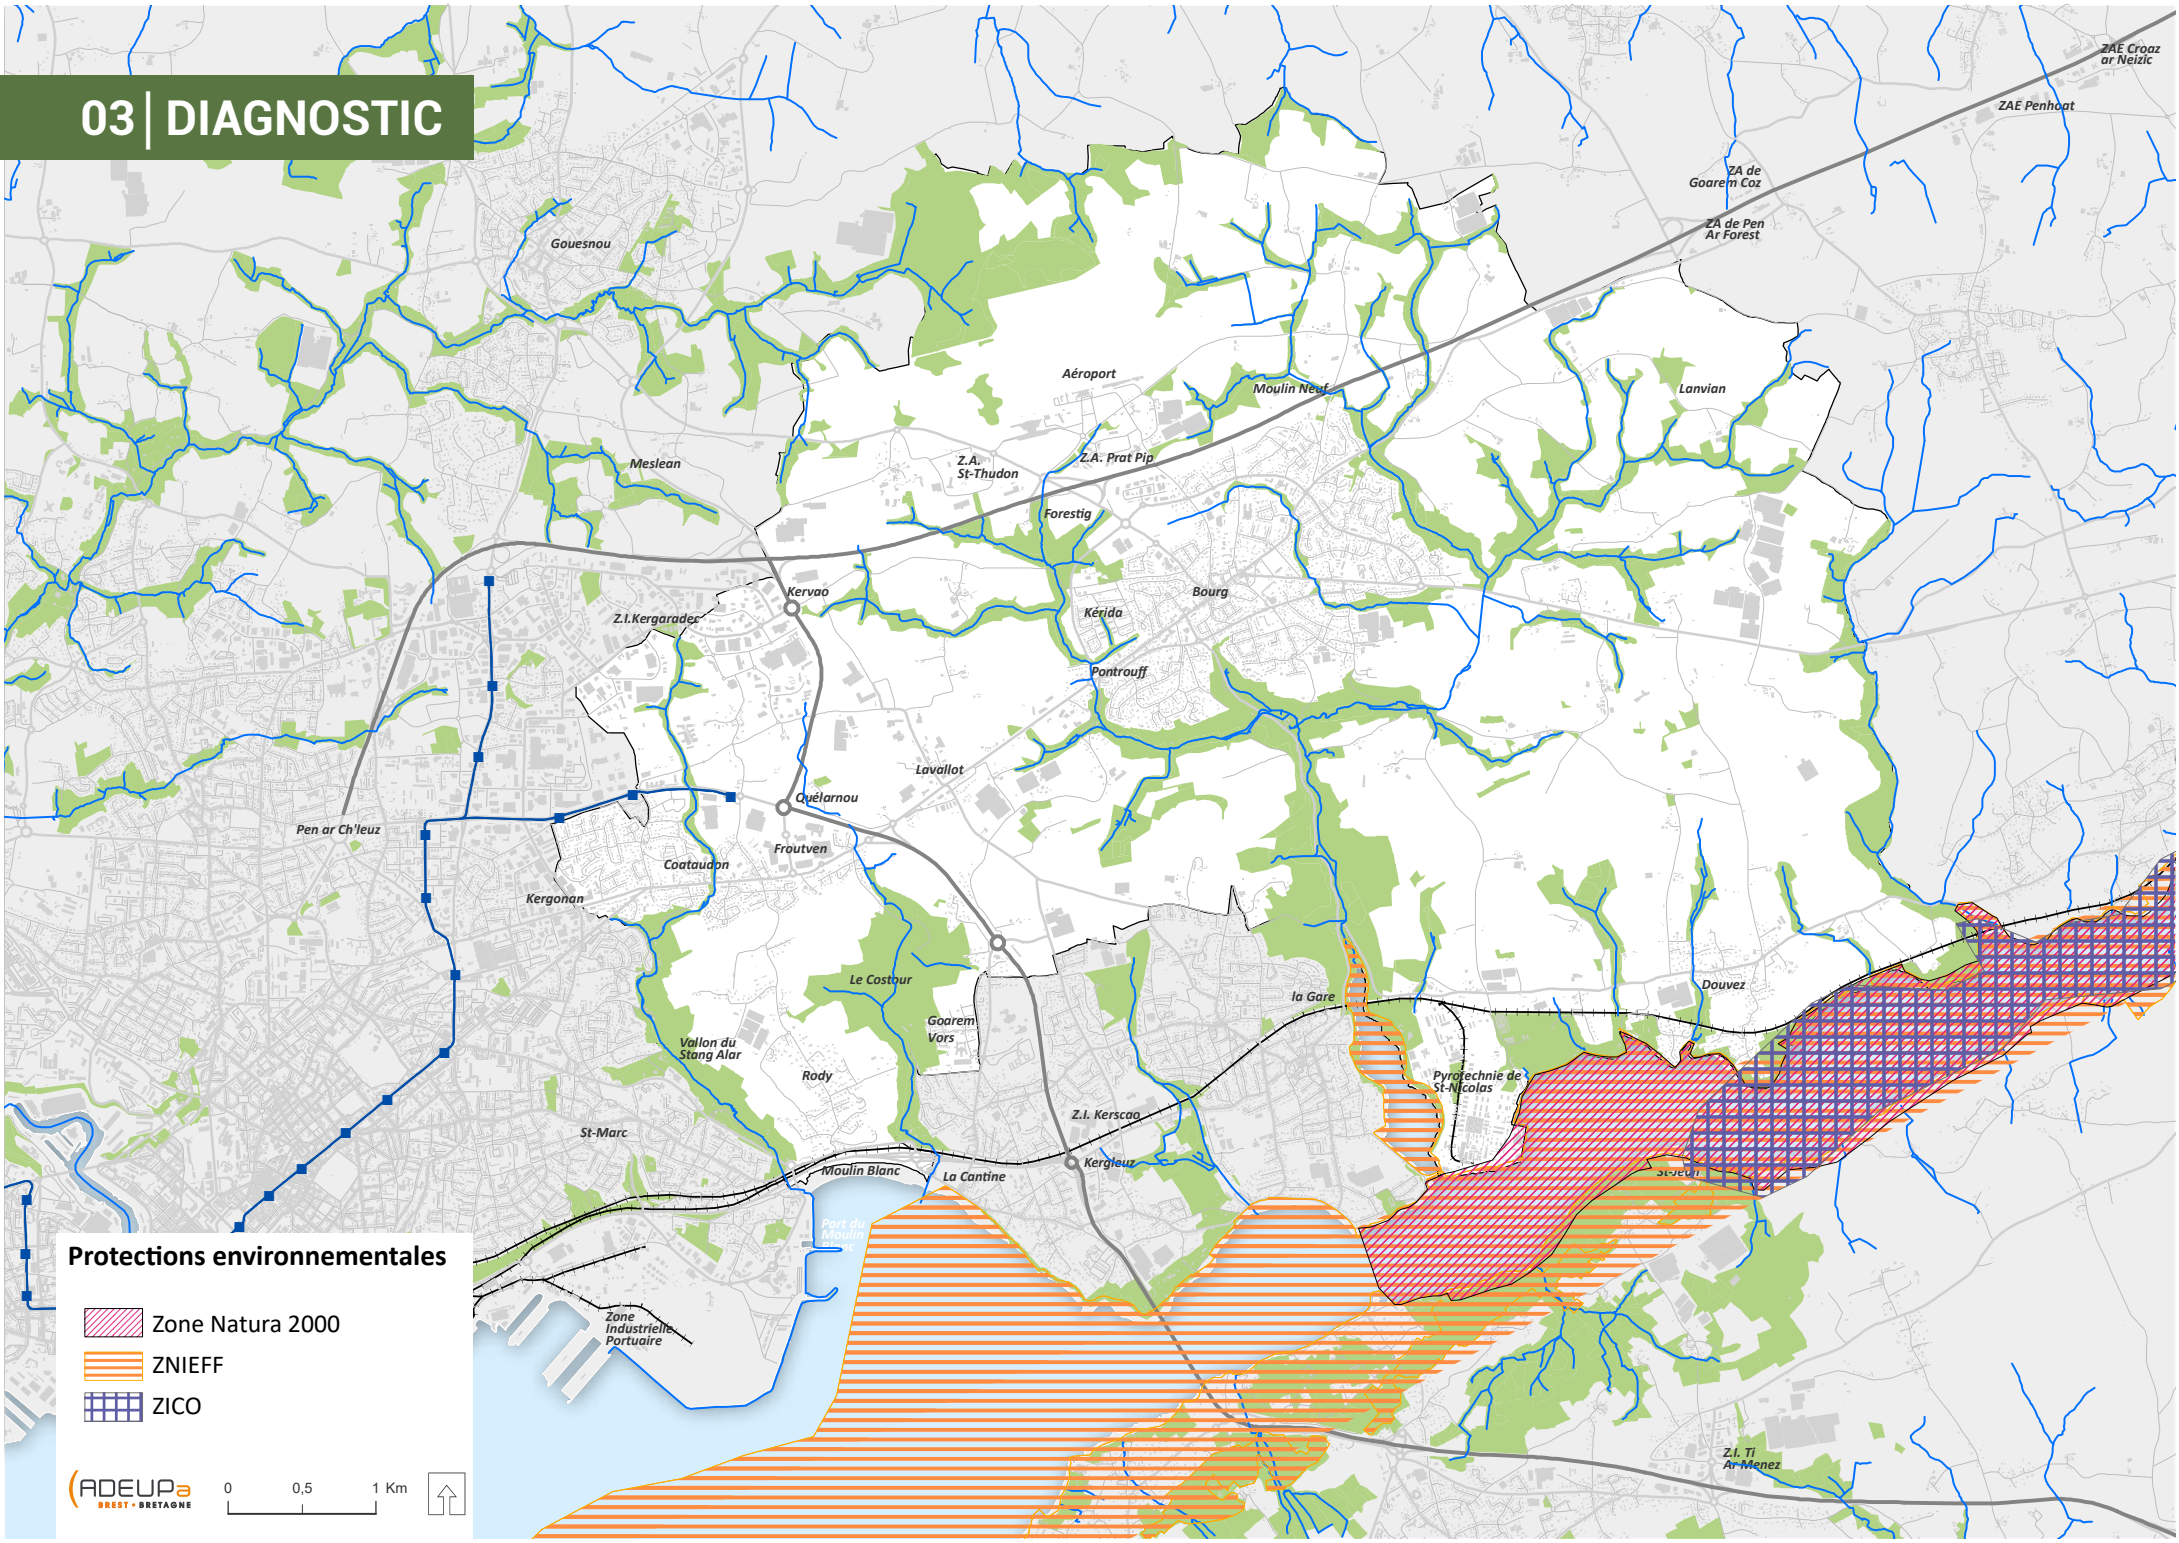 03 | DIAGNOSTIC
ZAE Croaz
ar Neizic
ZAE Penhoat
ZA de
Goarem Coz
ZA de Pen
Ar Forest
Gouesnou
Aéroport
Moulin Neuf
Lanvian
Meslean
Z.A.
St-Thudon
Z.A. Prat Pip
Forestig
Kervao
Bourg
Z.I.Kergaradec
Kérida
Pontrouff
Lavallot
Quélarnou
Pen ar Ch'leuz
Froutven
Coataudon
Kergonan
Le Costour
Douvez
la Gare
Goarem
Vors
Vallon du
Stang Alar
Rody
Pyrotechnie de
St-Nicolas
Z.I. Kerscao
St-Marc
Kergleuz
Moulin Blanc
La Cantine
St-Jean
Port du
Moulin
Blanc
Zone
Industrielle
Portuaire
Z.I. Ti
Ar Menez
Protections environnementales
Zone Natura 2000
ZNIEFF
ZICO
ADEUPa
BREST • BRETAGNE
0 0,5 1 Km